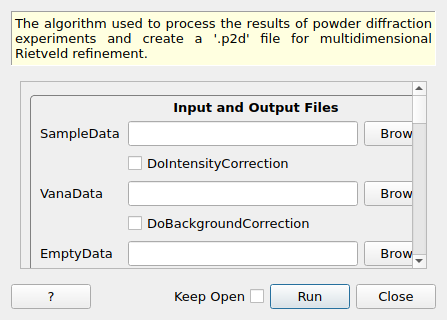 The algorithm used to process the results of powder diffraction
experiments and create a '.p2d' file for multidimensional
Rietveld refinement.
Input and Output Files
SampleData
Brow
DoIntensityCorrection
VanaData
Brow
DoBackgroundCorrection
EmptyData
Brow
?
Keep Open
Run
Close